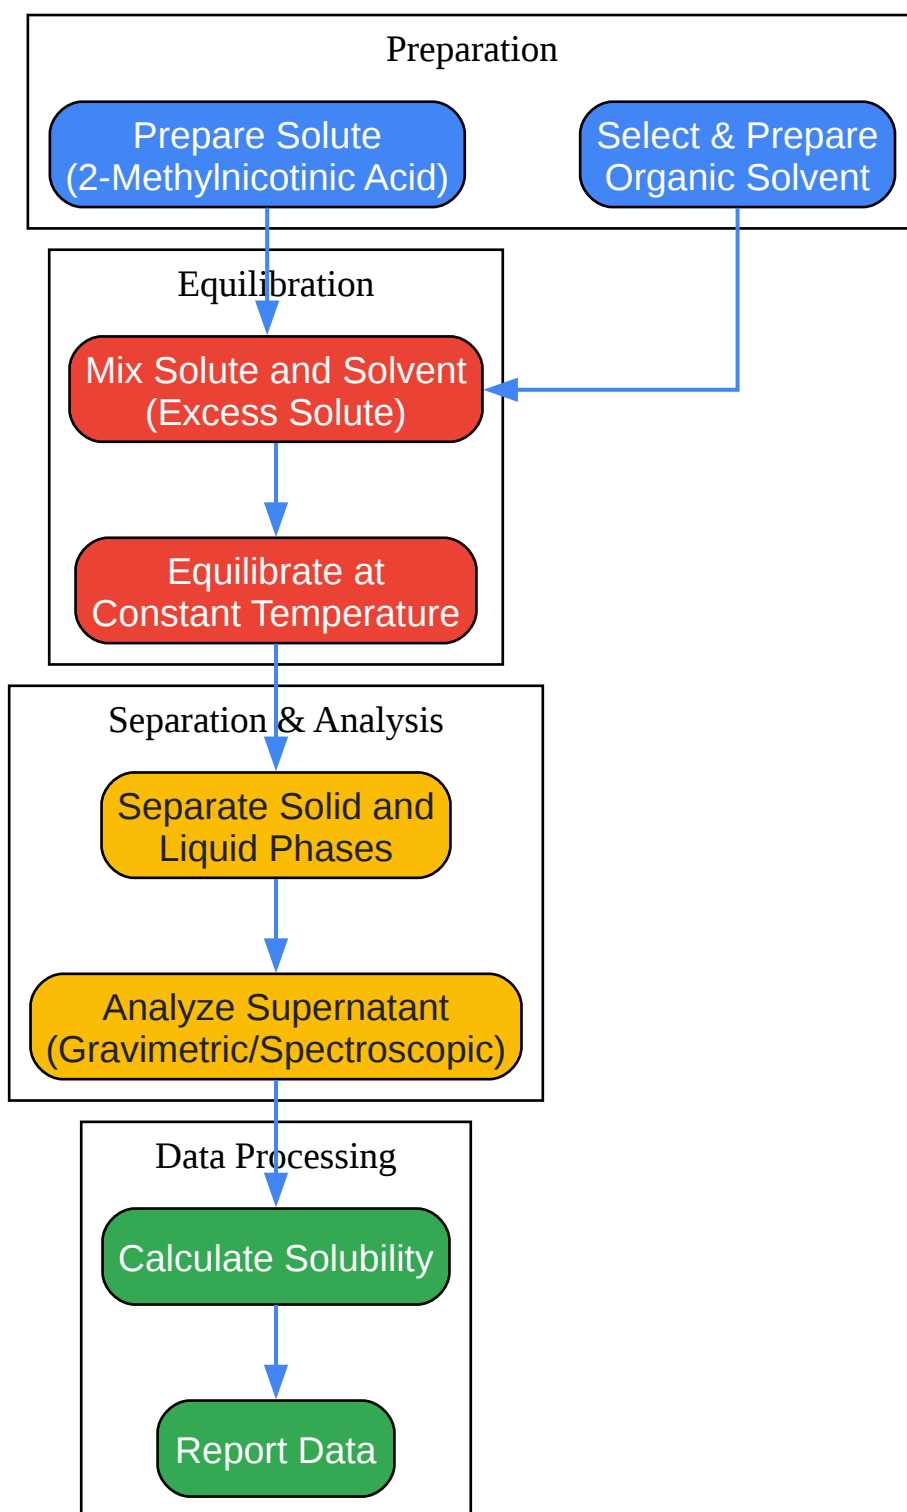 Preparation
Prepare Solute
(2-Methylnicotinic Acid)
Select & Prepare
Organic Solvent
Equilibration
Mix Solute and Solvent
(Excess Solute)
Equilibrate at
Constant Temperature
Separation & Analysis
Separate Solid and
Liquid Phases
Analyze Supernatant
(Gravimetric/Spectroscopic)
Data Processing
Calculate Solubility
Report Data